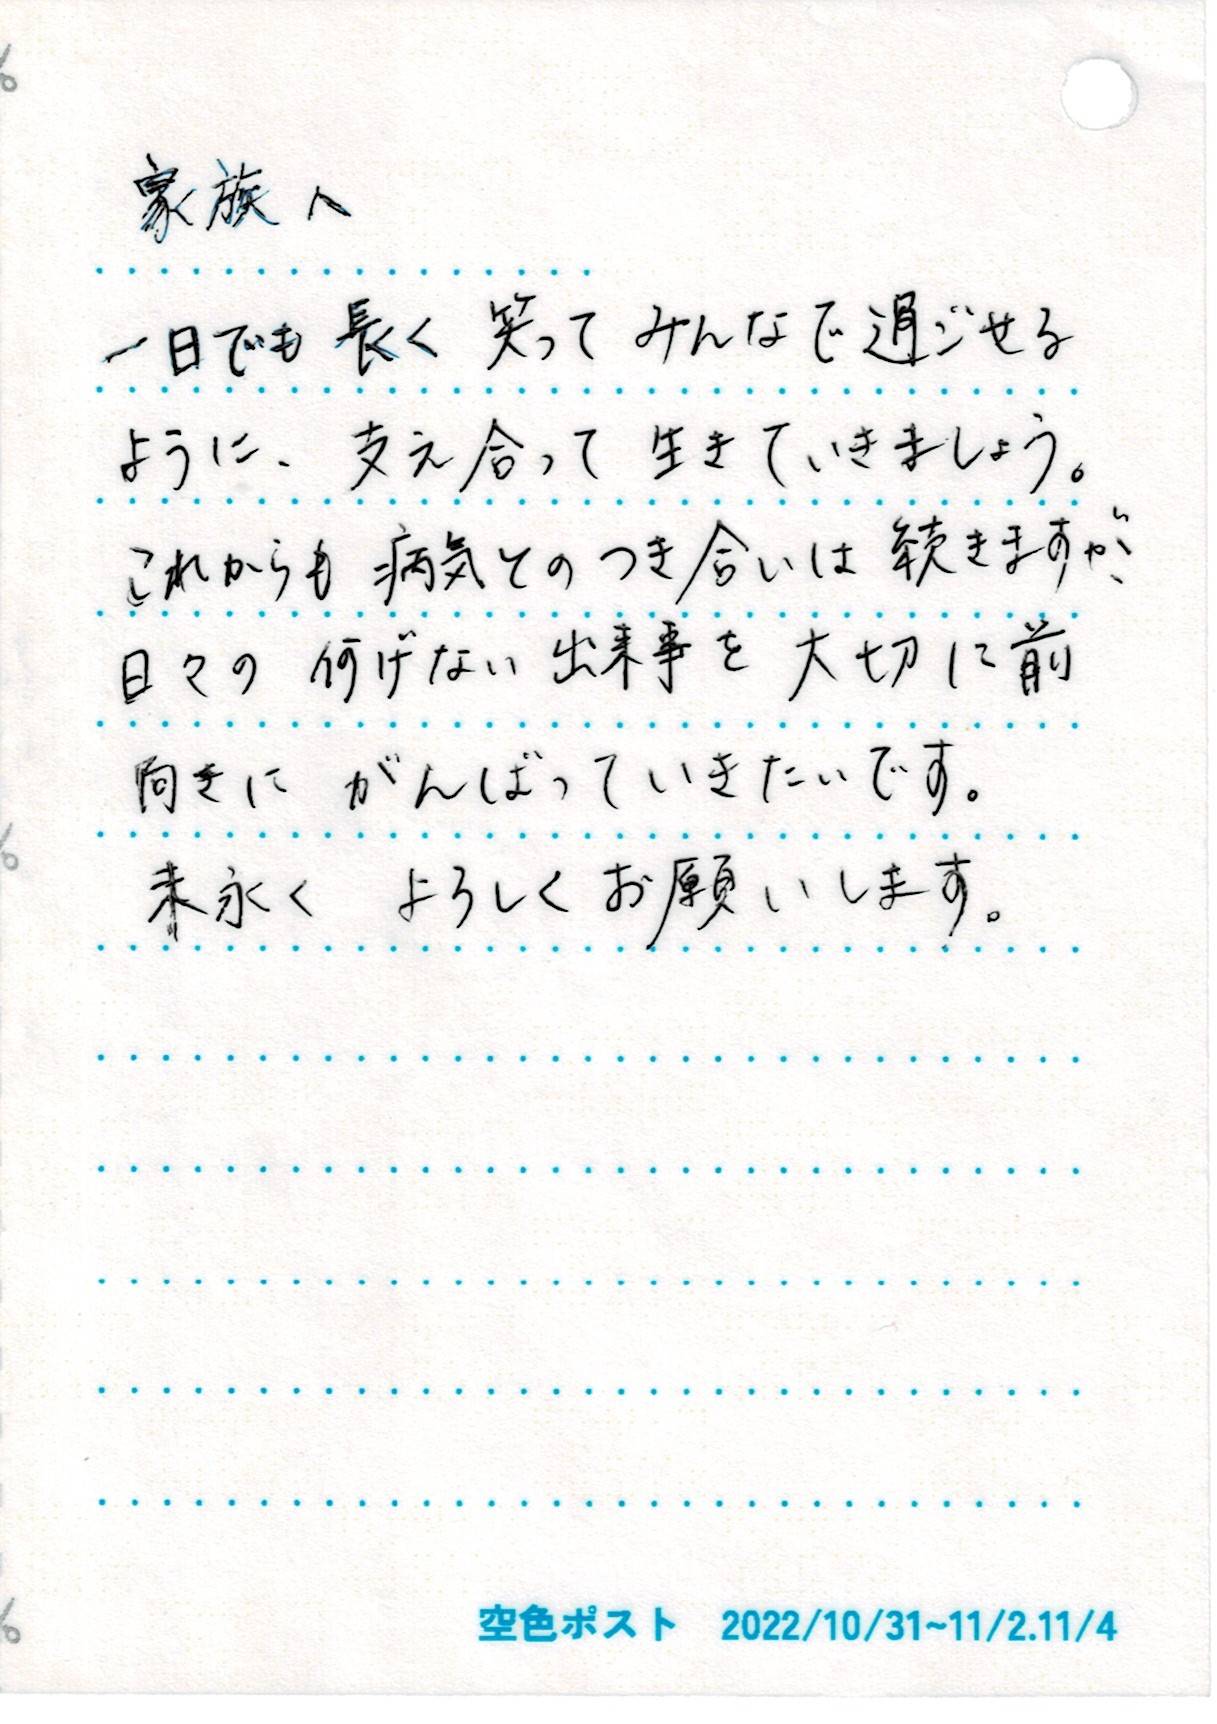 家族へ
一日でも長く笑ってみんなで過ごせる
ように、支え合って生きていきましょう。
これからも病気とのつき合いは続きますが、
日々の何げない出来事を大切に前
向きにがんばっていきたいです。
末永くよろしくお願いします。
空色ポスト 2022/10/31~11/2.11/4